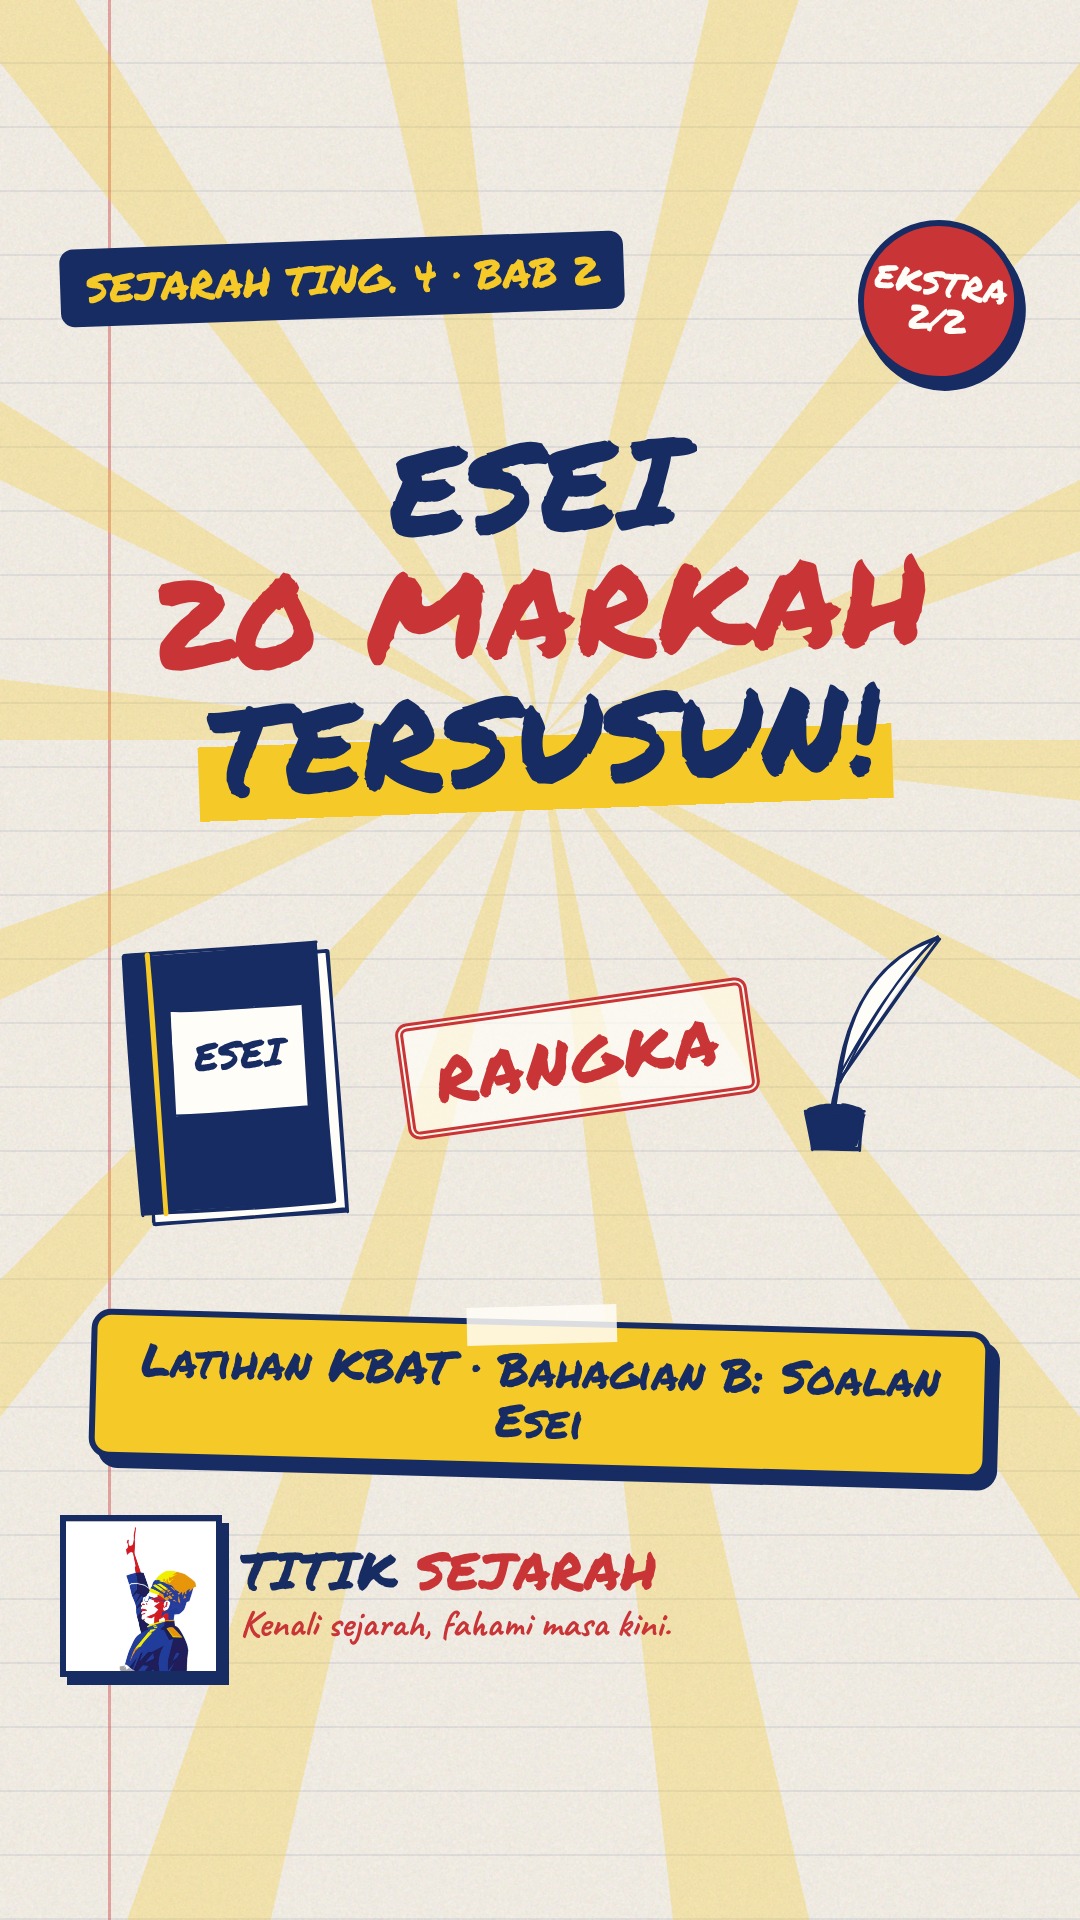 SEJARAH TING. 4 · BAB 2
EKSTRA
2/2
ESEI
20 MARKAH
TERSUSUN!
ESEI
RANGKA
LATIHAN KBAT · BAHAGIAN B: SOALAN
ESEI
TITIK SEJARAH
Kenali sejarah, fahami masa kini.